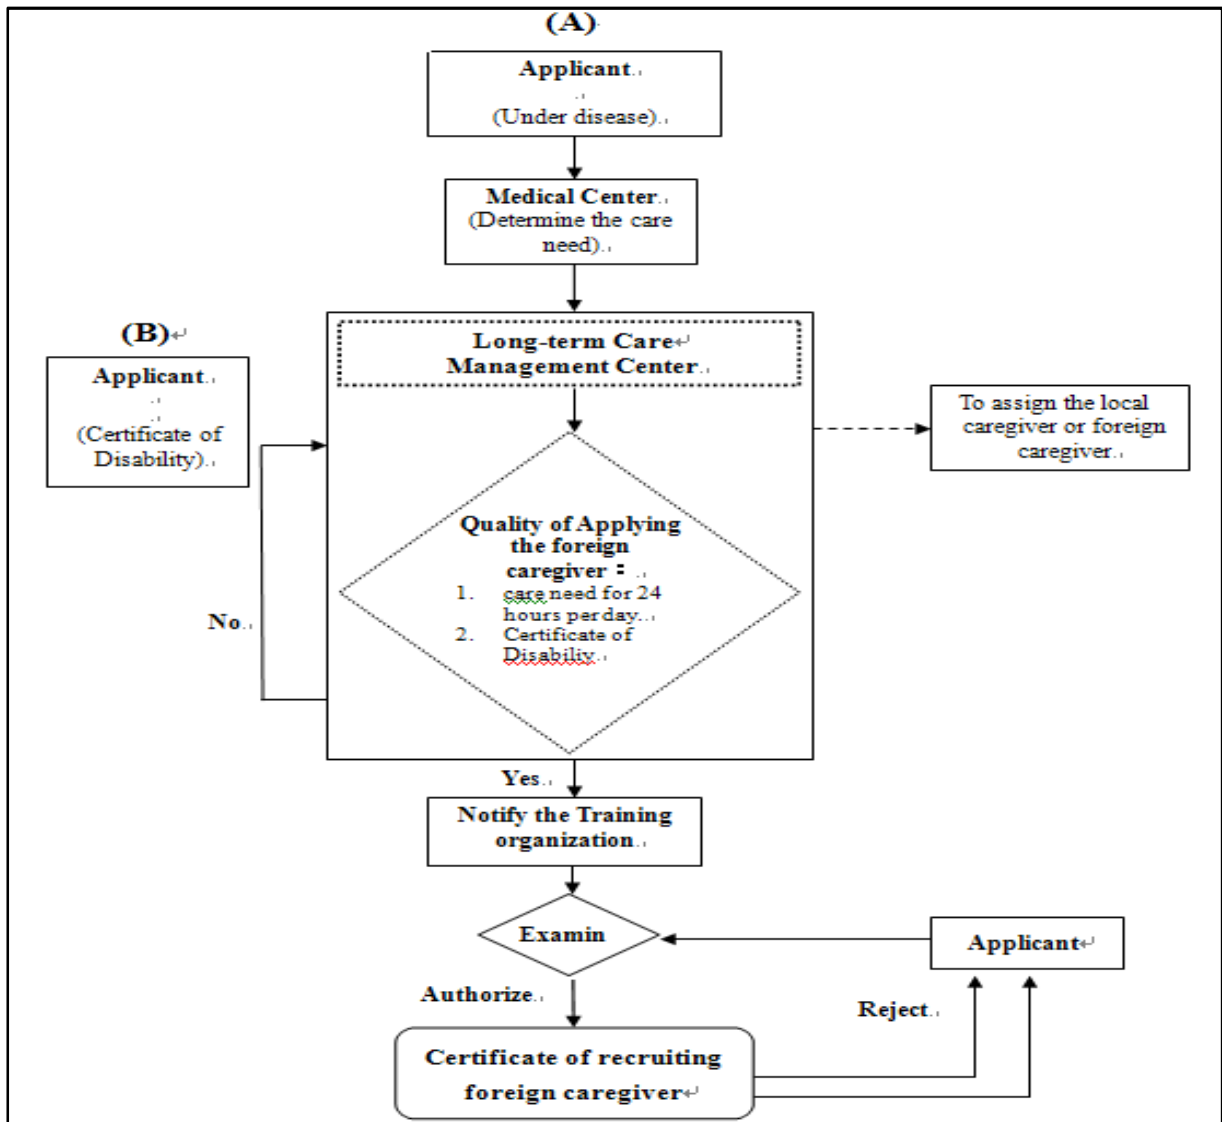 (A)
Applicant
(Under disease)
Medical Center
(Determine the care
need)
(B)
Applicant
(Certificate of
Disability)
Long-term Care
Management Center
To assign the local
caregiver or foreign
caregiver
Quality of Applying
the foreign
caregiver：
1. care need for 24
hours perday.
2. Certificate of
Disabiliy
No
Yes
Notify the Training
organization
Examin
Applicant
Authorize
Reject
Certificate of recruiting
foreign caregiver